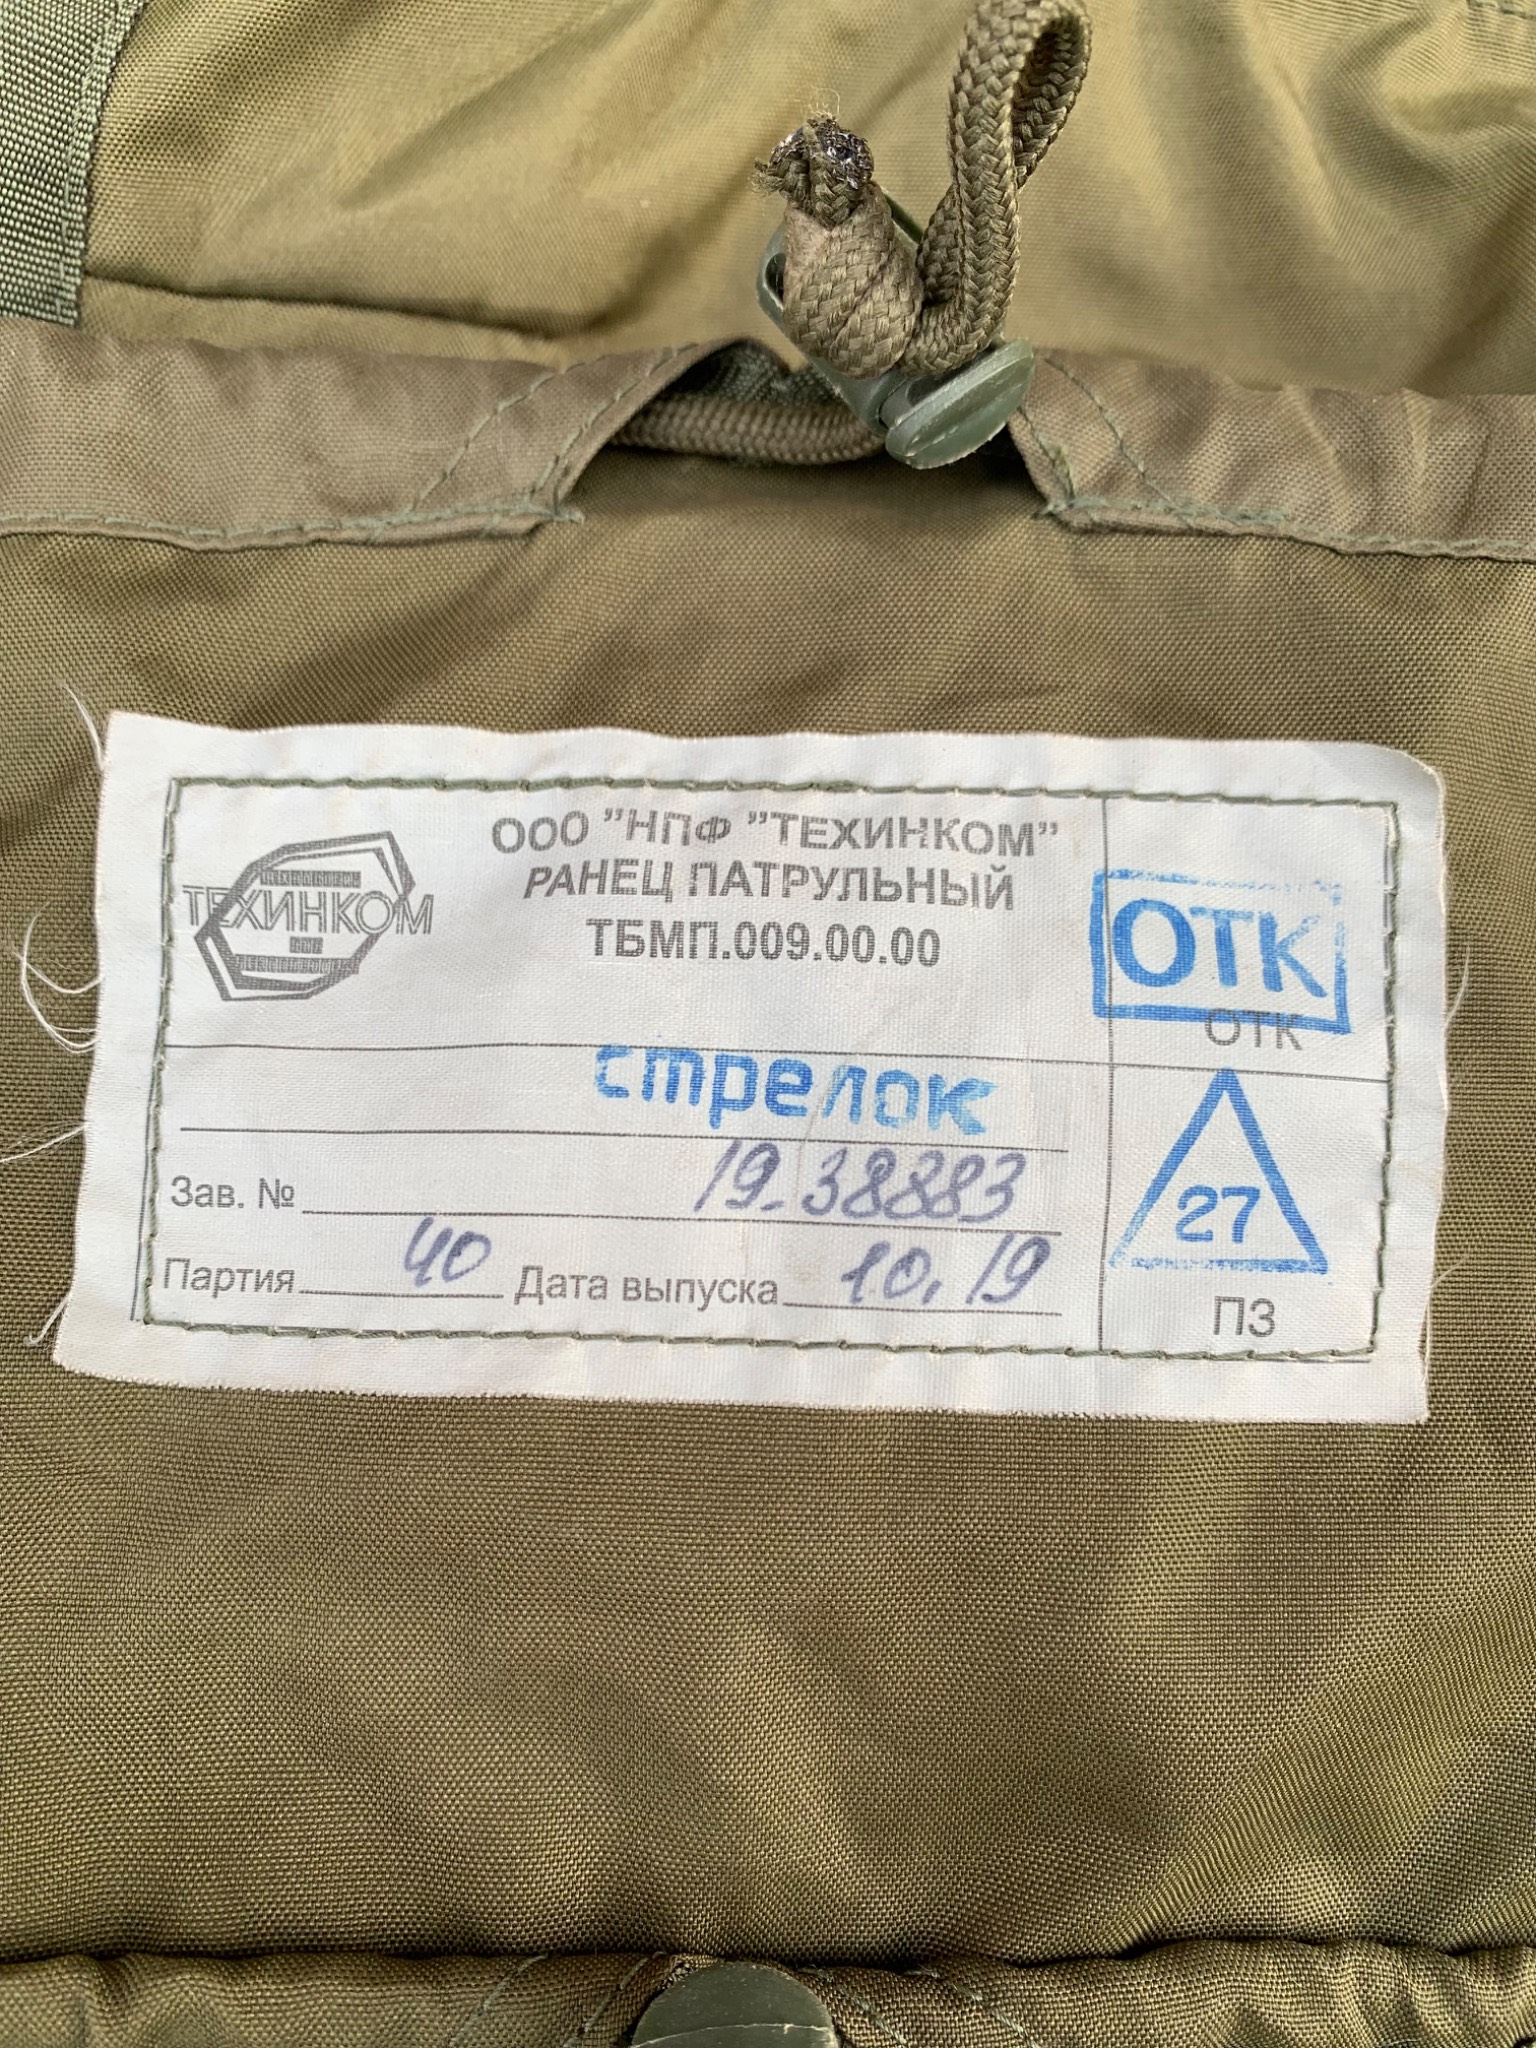 ООО "НПФ "ТЕХИНКОМ"
РАНЕЦ ПАТРУЛЬНЫЙ
ТБМП.009.00.00
ТЕХИНКОМ
ОТК
ОТК
стрелок
Зав. № 19-38883
Партия 40 Дата выпуска 10.19
27
ПЗ